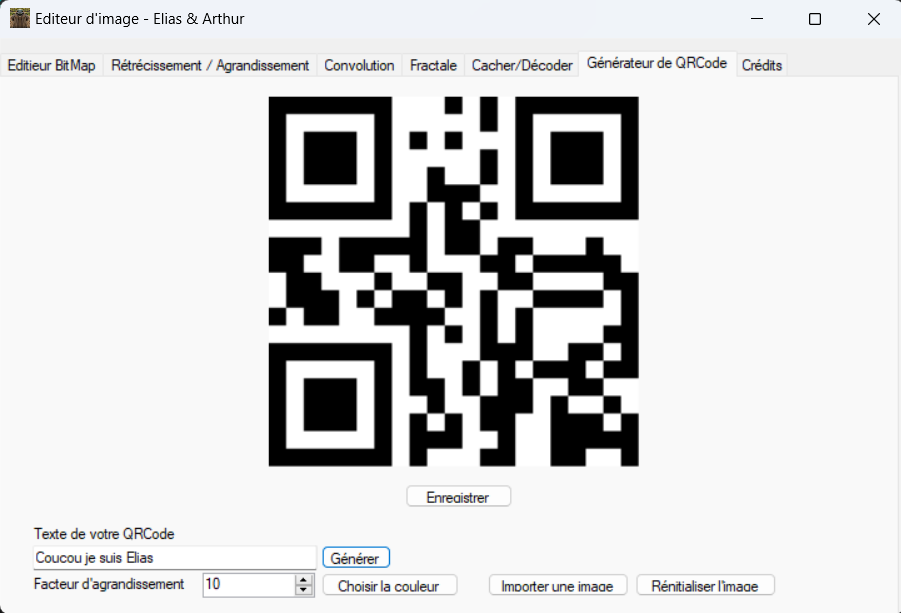 Editeur d'image - Elias & Arthur
Editieur BitMap Rétrécissement / Agrandissement Convolution Fractale Cacher/Décoder Générateur de QRCode Crédits
Enregistrer
Texte de votre QRCode
Coucou je suis Elias Générer
Facteur d'agrandissement 10 Choisir la couleur Importer une image Rénitialiser l'image